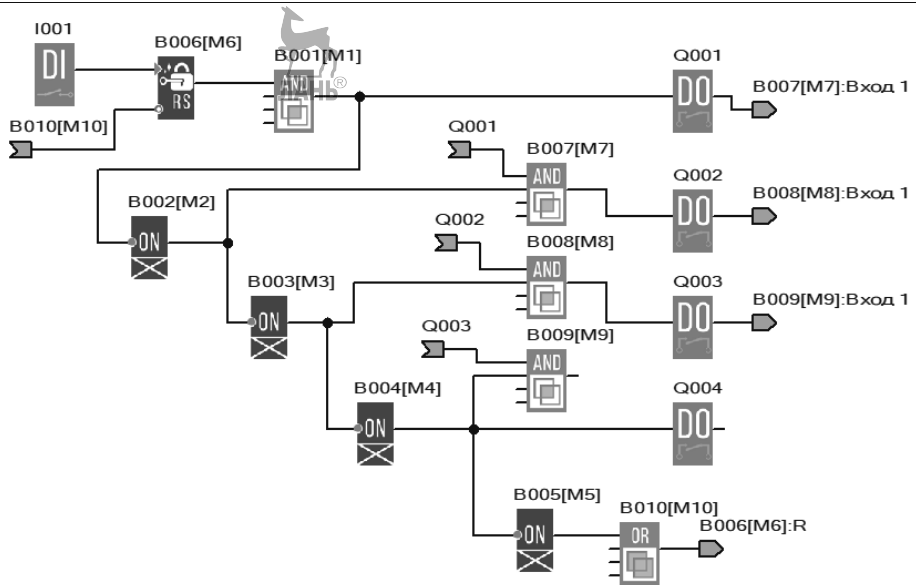 I001
DI
B006[M6]
RS
B010[M10]
ЛАНЬ®
B001[M1]
AND
Q001
DO
B007[M7]:Вход 1
Q001
B007[M7]
AND
B002[M2]
ON
Q002
DO
B008[M8]:Вход 1
Q002
B008[M8]
AND
B003[M3]
ON
Q003
DO
B009[M9]:Вход 1
Q003
B009[M9]
AND
B004[M4]
ON
Q004
DO
B005[M5]
ON
B010[M10]
OR
B006[M6]:R